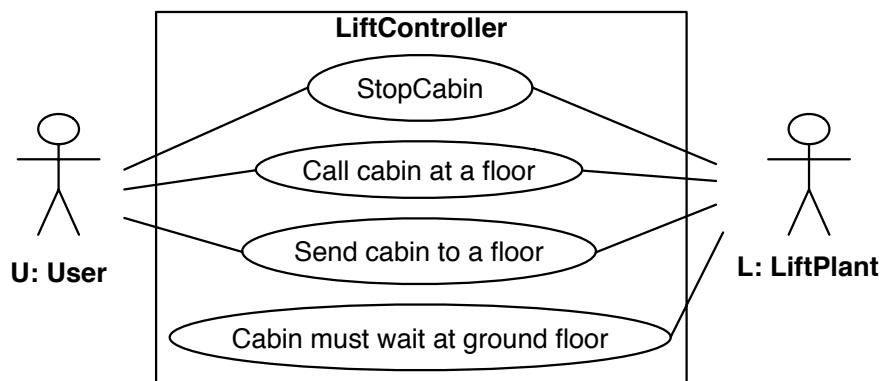 LiftController
StopCabin
Call cabin at a floor
Send cabin to a floor
U: User
L: LiftPlant
Cabin must wait at ground floor